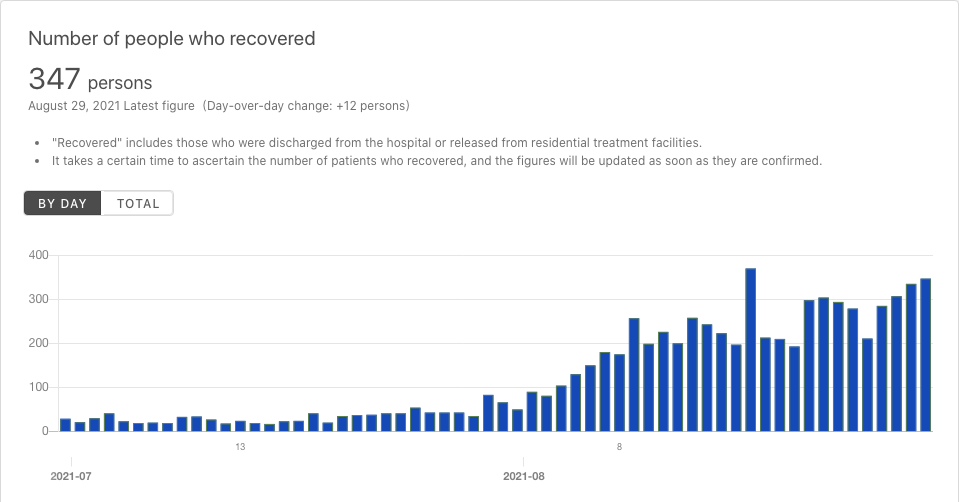 Number of people who recovered
347 persons
August 29, 2021 Latest figure (Day-over-day change: +12 persons)
• "Recovered" includes those who were discharged from the hospital or released from residential treatment facilities.
• It takes a certain time to ascertain the number of patients who recovered, and the figures will be updated as soon as they are confirmed.
BY DAY TOTAL
400
300
200
100
0
13 8
2021-07 2021-08